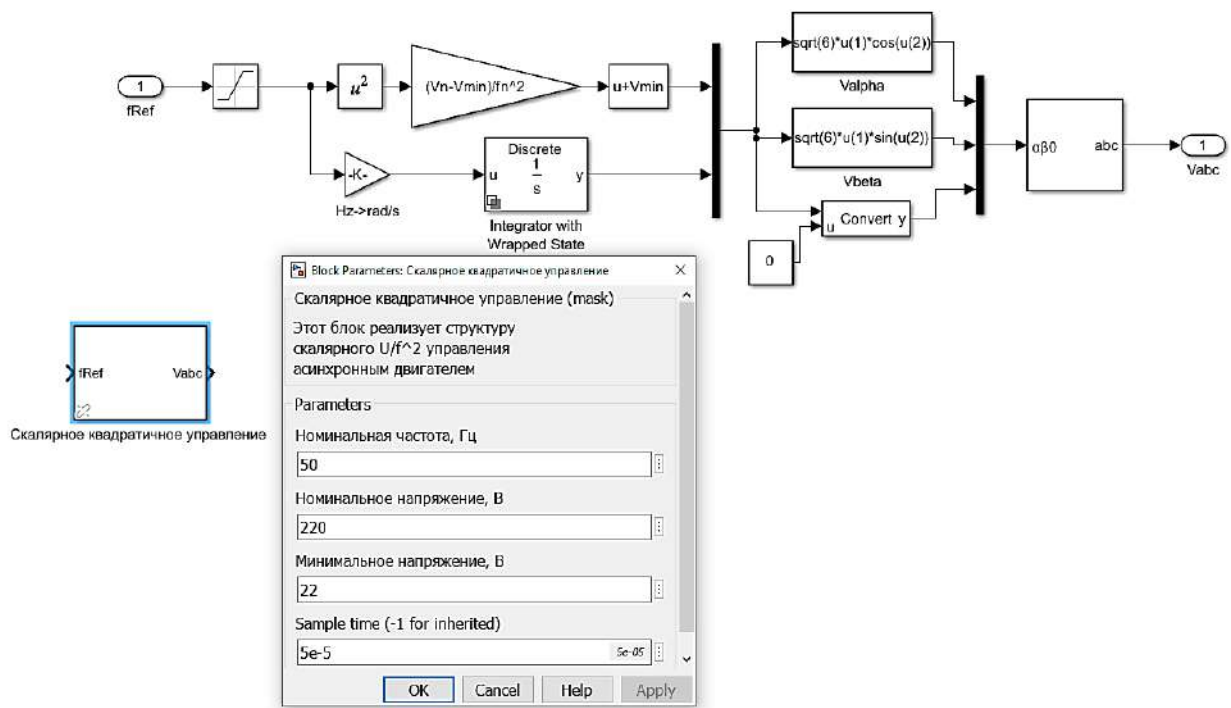 1
fRef
u²
(Vn-Vmin)/fn^2
u+Vmin
-K-
Hz->rad/s
Discrete
u
1
s
y
Integrator with
Wrapped State
sqrt(6)*u(1)*cos(u(2))
Valpha
sqrt(6)*u(1)*sin(u(2))
Vbeta
0
u
Convert y
αβ0
abc
1
Vabc
fRef
Vabc
Скалярное квадратичное управление
Block Parameters: Скалярное квадратичное управление
Скалярное квадратичное управление (mask)
Этот блок реализует структуру
скалярного U/f^2 управления
асинхронным двигателем
Parameters
Номинальная частота, Гц
50
Номинальное напряжение, В
220
Минимальное напряжение, В
22
Sample time (-1 for inherited)
5e-5
5e-05
OK
Cancel
Help
Apply